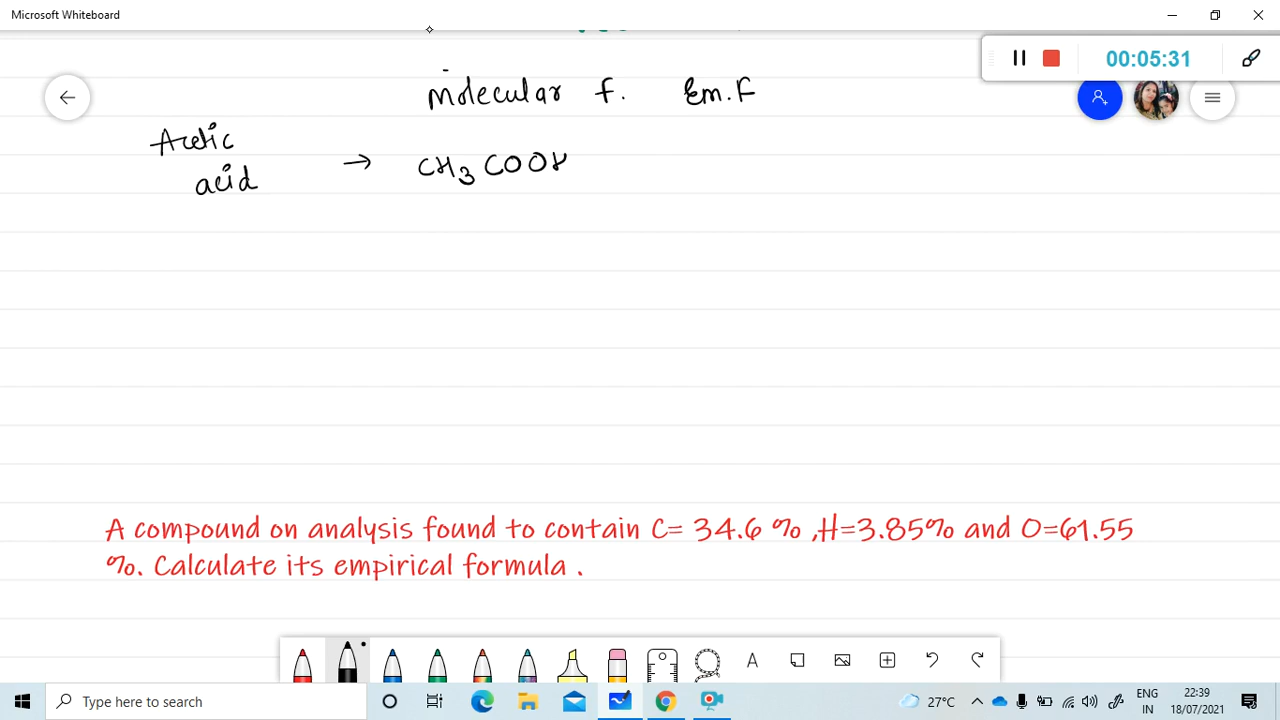 Microsoft Whiteboard
00:05:31
molecular f. Em.F
Acetic
acid → CH3COOH
A compound on analysis found to contain C= 34.6 % ,H=3.85% and O=61.55
%. Calculate its empirical formula .
Type here to search
27°C
ENG
IN
22:39
18/07/2021